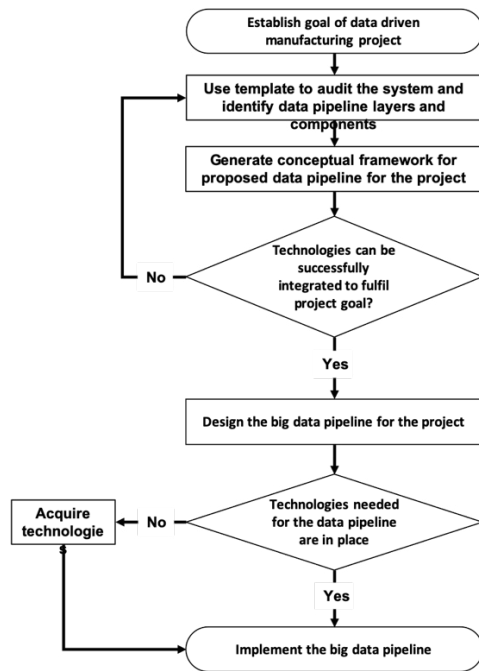 Establish goal of data driven
manufacturing project
Use template to audit the system and
identify data pipeline layers and
components
Generate conceptual framework for
proposed data pipeline for the project
Technologies can be
successfully
integrated to fulfil
project goal?
No
Yes
Design the big data pipeline for the project
Technologies needed
for the data pipeline
are in place
No
Acquire
technologie
s
Yes
Implement the big data pipeline